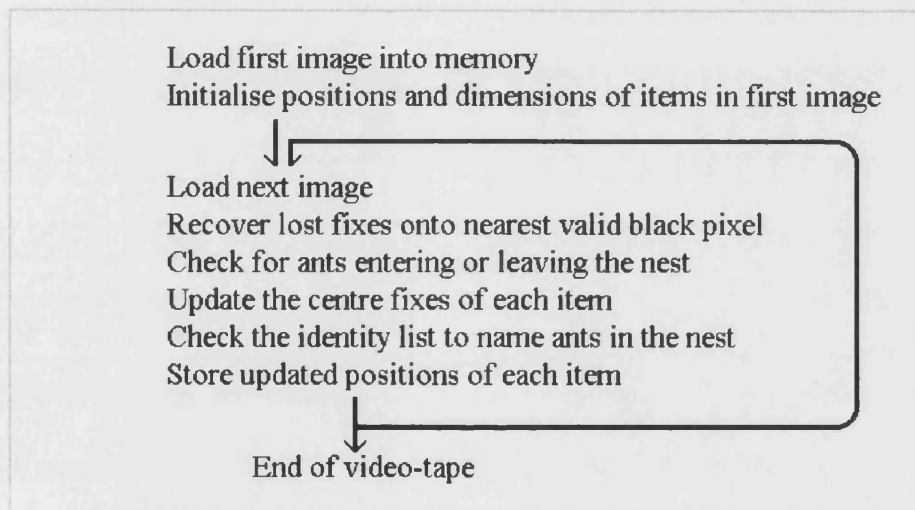 Load first image into memory
Initialise positions and dimensions of items in first image
Load next image
Recover lost fixes onto nearest valid black pixel
Check for ants entering or leaving the nest
Update the centre fixes of each item
Check the identity list to name ants in the nest
Store updated positions of each item
End of video-tape